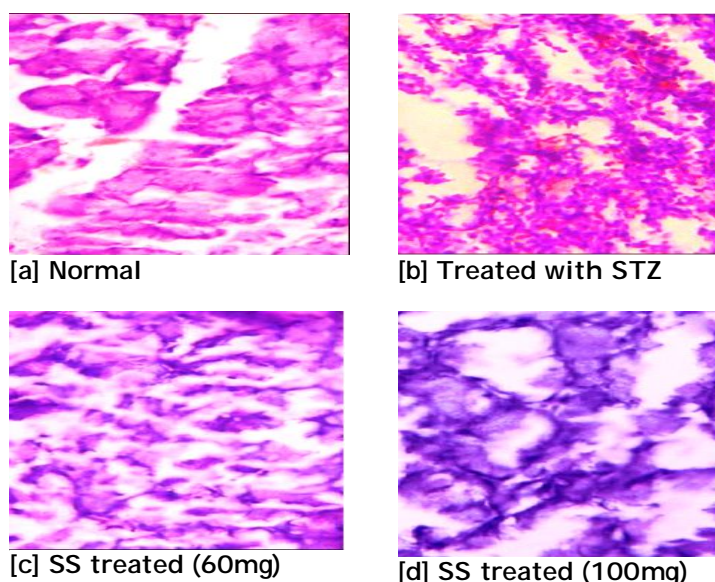 [a] Normal
[b] Treated with STZ
[c] SS treated (60mg)
[d] SS treated (100mg)